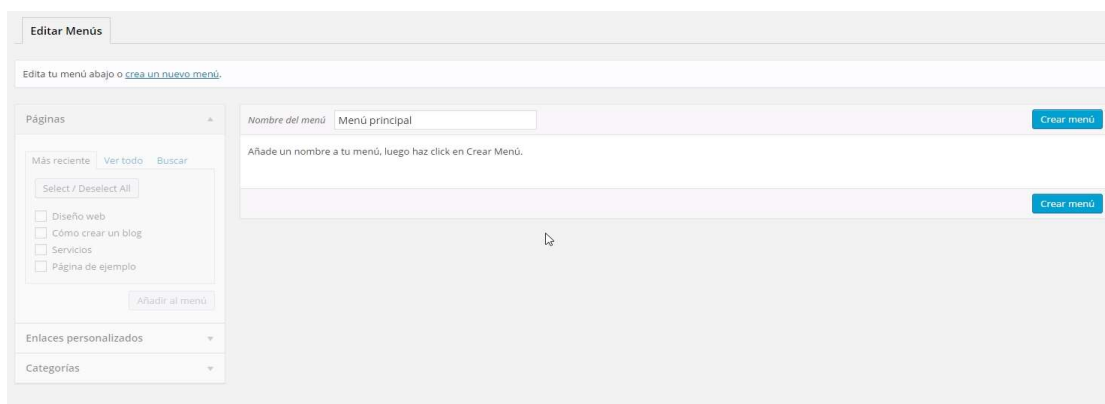 Editar Menús
Edita tu menú abajo o crea un nuevo menú.
Páginas
Más reciente Ver todo Buscar
Select / Deselect All
Diseño web
Cómo crear un blog
Servicios
Página de ejemplo
Añadir al menú
Enlaces personalizados
Categorías
Nombre del menú Menú principal Crear menú
Añade un nombre a tu menú, luego haz click en Crear Menú.
Crear menú